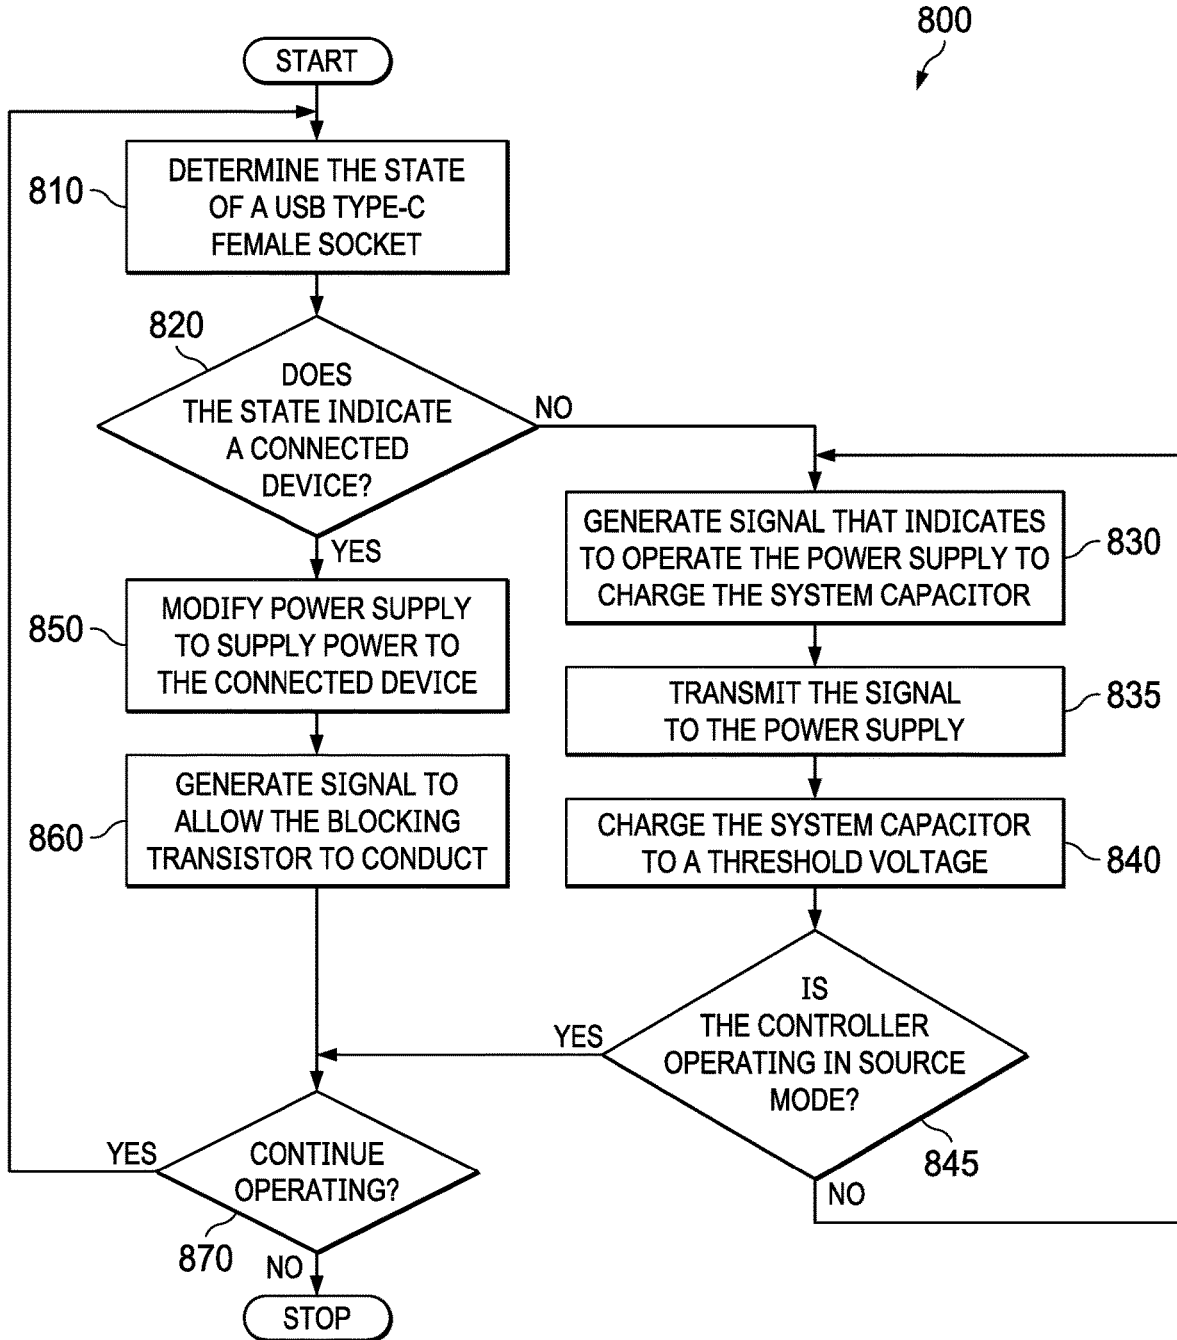 800
START
810
DETERMINE THE STATE
OF A USB TYPE-C
FEMALE SOCKET
820
DOES
THE STATE INDICATE
A CONNECTED
DEVICE?
NO
YES
GENERATE SIGNAL THAT INDICATES
TO OPERATE THE POWER SUPPLY TO
CHARGE THE SYSTEM CAPACITOR
830
850
MODIFY POWER SUPPLY
TO SUPPLY POWER TO
THE CONNECTED DEVICE
TRANSMIT THE SIGNAL
TO THE POWER SUPPLY
835
860
GENERATE SIGNAL TO
ALLOW THE BLOCKING
TRANSISTOR TO CONDUCT
CHARGE THE SYSTEM CAPACITOR
TO A THRESHOLD VOLTAGE
840
IS
THE CONTROLLER
OPERATING IN SOURCE
MODE?
YES
845
NO
YES
CONTINUE
OPERATING?
870
NO
STOP